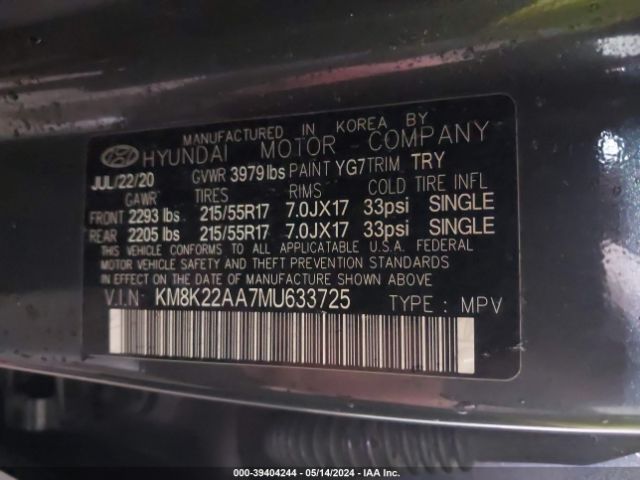 MANUFACTURED IN KOREA BY
HYUNDAI MOTOR COMPANY
JUL/22/20 GVWR 3979lbs PAINT YG7 TRIM TRY
GAWR TIRES RIMS COLD TIRE INFL
FRONT 2293 lbs 215/55R17 7.0JX17 33psi SINGLE
REAR 2205 lbs 215/55R17 7.0JX17 33psi SINGLE
THIS VEHICLE CONFORMS TO ALL APPLICATABLE U.S.A. FEDERAL
MOTOR VEHICLE SAFETY AND THEFT PREVENTION STANDARDS
IN EFFECT ON THE DATE OF MANUFACTURE SHOWN ABOVE.
V.I.N : KM8K22AA7MU633725 TYPE : MPV
000-39404244 - 05/14/2024 - IAA Inc.